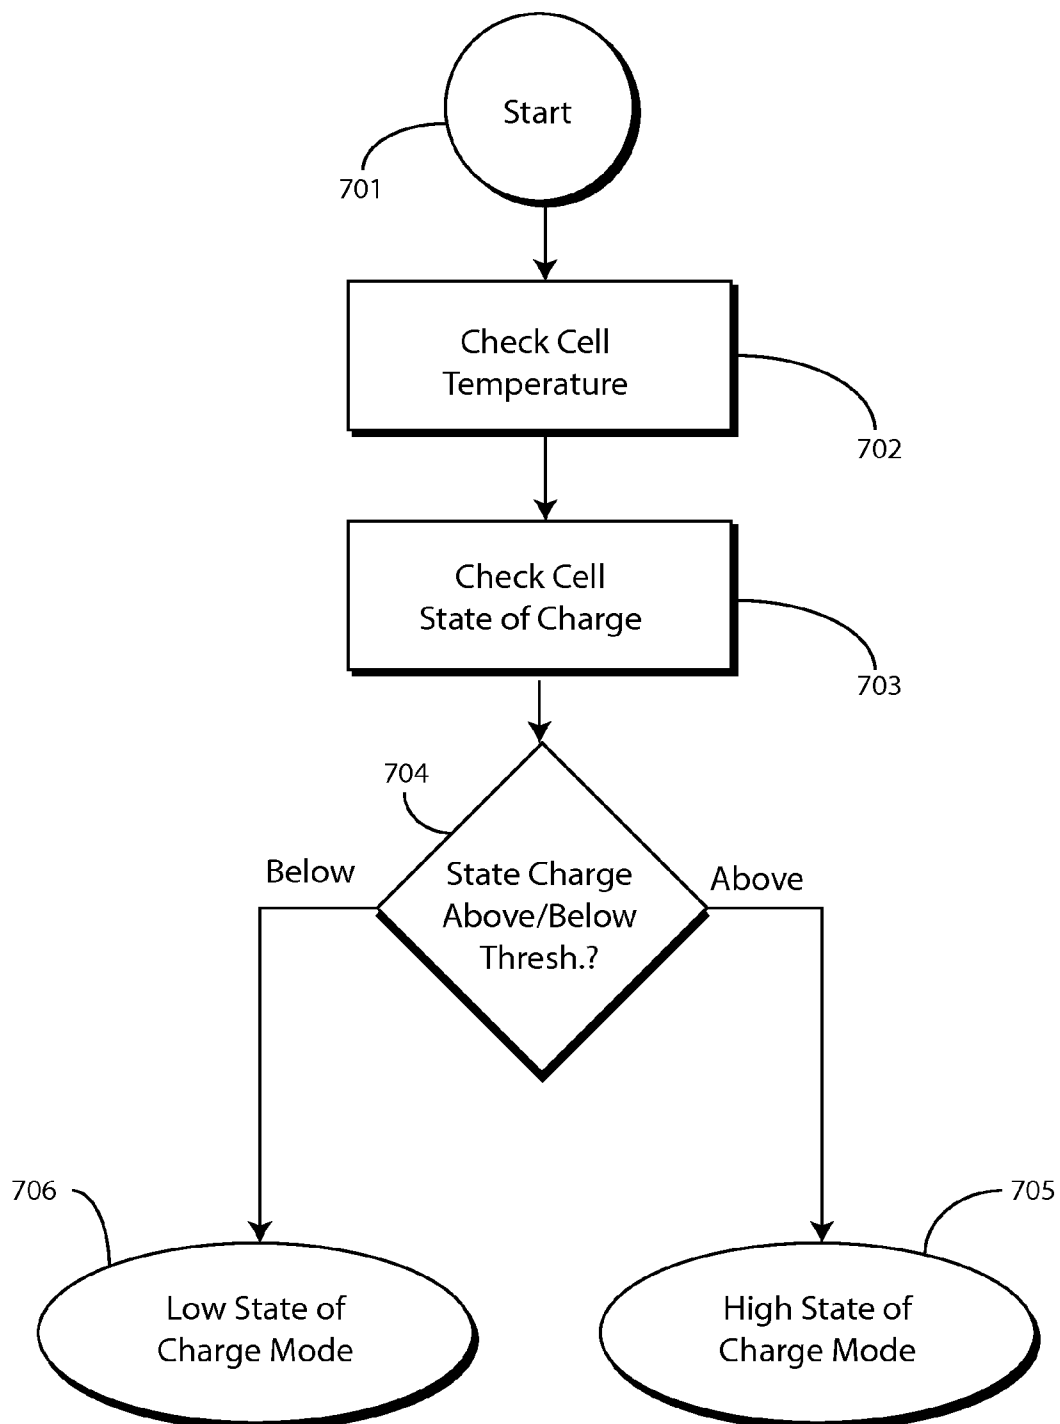 Start
701
Check Cell
Temperature
702
Check Cell
State of Charge
703
704
Below
State Charge
Above/Below
Thresh.?
Above
706
705
Low State of
Charge Mode
High State of
Charge Mode